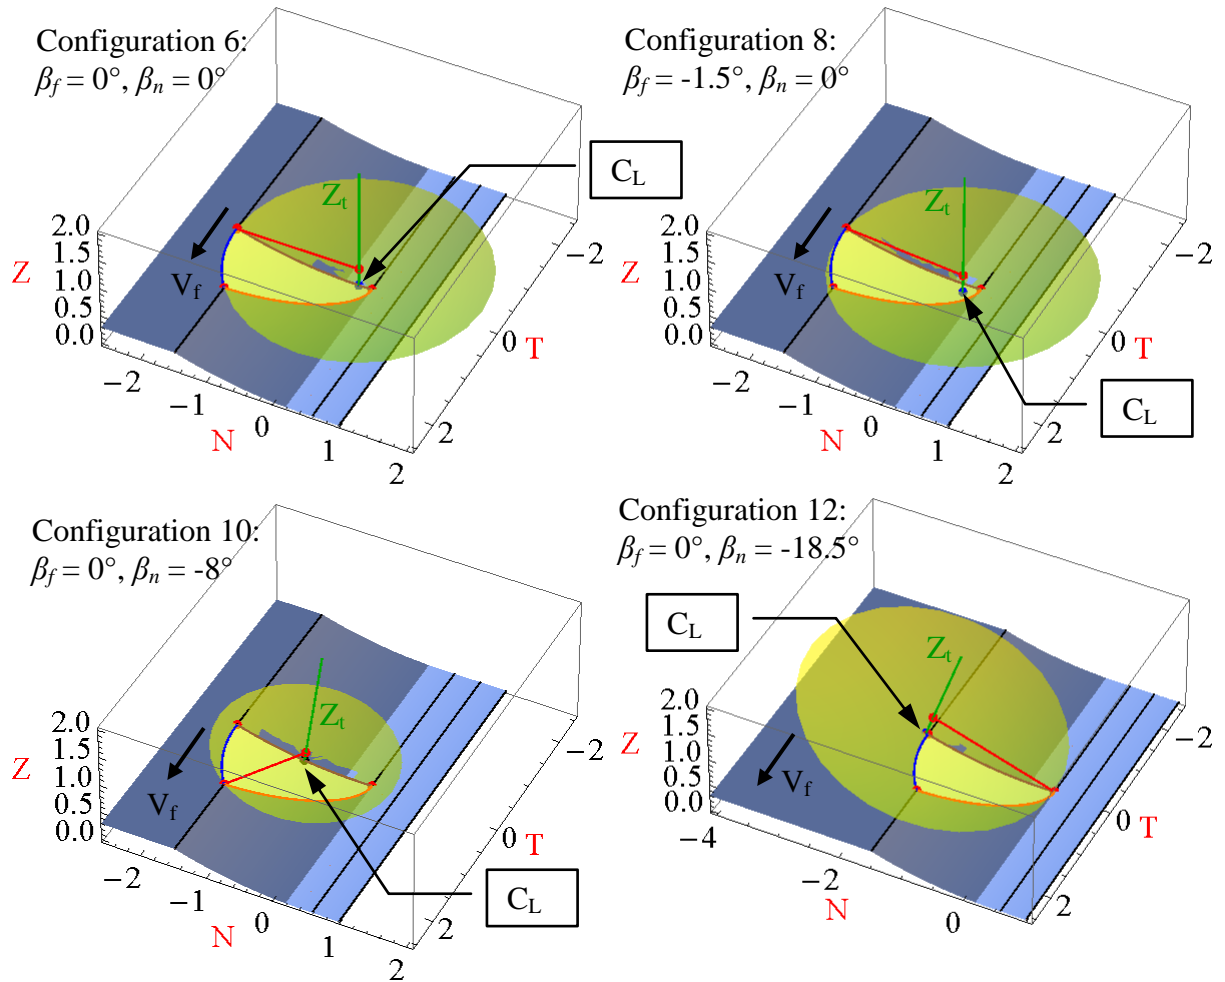 Configuration 6:
βf = 0°, βn = 0°
CL
Zt
Vf
2.0
1.5
1.0
0.5
0.0
Z
−2
−1
0
1
2
N
−2
0
2
T
Configuration 8:
βf = -1.5°, βn = 0°
Zt
Vf
CL
2.0
1.5
1.0
0.5
0.0
Z
−2
−1
0
1
2
N
−2
0
2
T
Configuration 10:
βf = 0°, βn = -8°
Zt
Vf
CL
2.0
1.5
1.0
0.5
0.0
Z
−2
−1
0
1
2
N
−2
0
2
T
Configuration 12:
βf = 0°, βn = -18.5°
CL
Zt
Vf
2.0
1.5
1.0
0.5
0.0
Z
−4
−2
0
N
−2
0
2
T